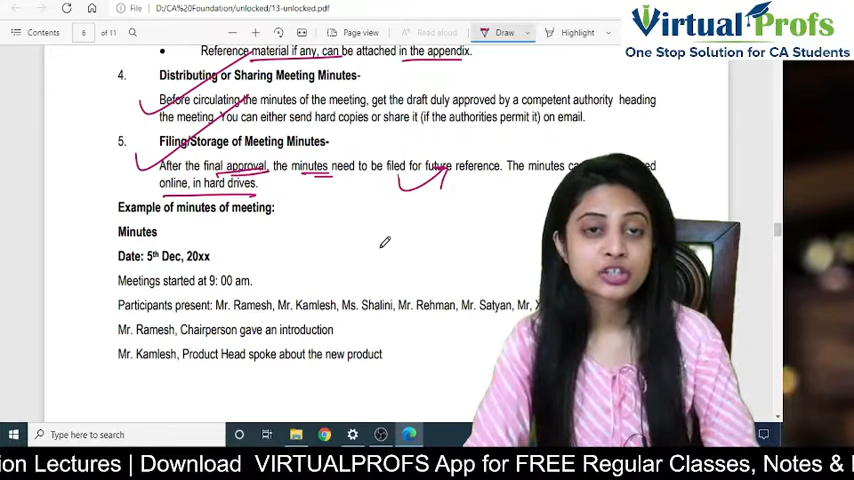 File
D:/CA%20Foundation/unlocked/13-unlocked.pdf
Contents
6
of 11
Page view
Read aloud
Draw
Highlight
Virtual Profs
One Stop Solution for CA Students
• Reference material if any, can be attached in the appendix.
4. Distributing or Sharing Meeting Minutes-
Before circulating the minutes of the meeting, get the draft duly approved by a competent authority heading
the meeting. You can either send hard copies or share it (if the authorities permit it) on email.
5. Filing/Storage of Meeting Minutes-
After the final approval, the minutes need to be filed for future reference. The minutes
online, in hard drives.
Example of minutes of meeting:
Minutes
Date: 5th Dec, 20xx
Meetings started at 9: 00 am.
Participants present: Mr. Ramesh, Mr. Kamlesh, Ms. Shalini, Mr. Rehman, Mr. Satyan, Mr, X
Mr. Ramesh, Chairperson gave an introduction
Mr. Kamlesh, Product Head spoke about the new product
Type here to search
ion Lectures | Download VIRTUALPROFS App for FREE Regular Classes, Notes &